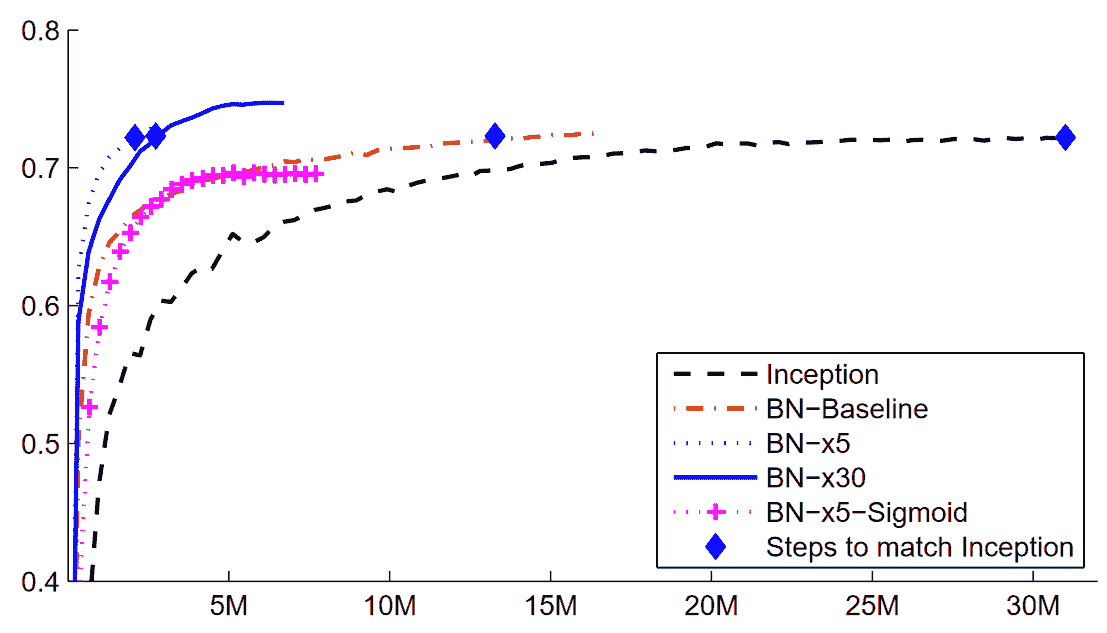 0.8
0.7
0.6
0.5
0.4
5M 10M 15M 20M 25M 30M
Inception
BN−Baseline
BN−x5
BN−x30
BN−x5−Sigmoid
Steps to match Inception